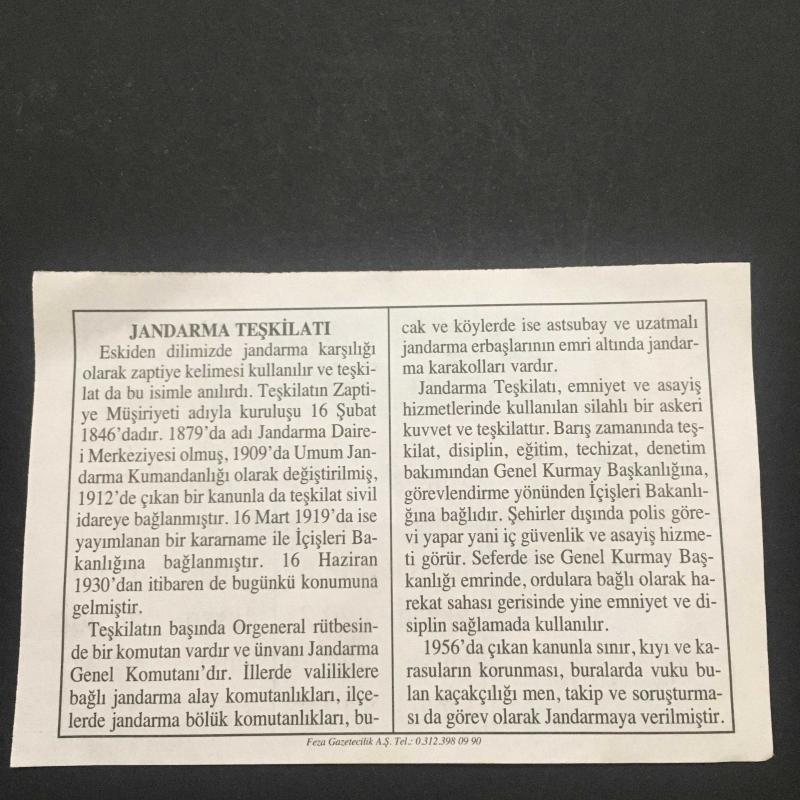 JANDARMA TEŞKİLATI
Eskiden dilimizde jandarma karşılığı
olarak zaptiye kelimesi kullanılır ve teşki-
lat da bu isimle anılırdı. Teşkilatın Zapti-
ye Müşiriyeti adıyla kuruluşu 16 Şubat
1846'dadır. 1879'da adı Jandarma Daire-
i Merkeziyesi olmuş, 1909'da Umum Jan-
darma Kumandanlığı olarak değiştirilmiş,
1912'de çıkan bir kanunla da teşkilat sivil
idareye bağlanmıştır. 16 Mart 1919'da ise
yayımlanan bir kararname ile İçişleri Ba-
kanlığına bağlanmıştır. 16 Haziran
1930'dan itibaren de bugünkü konumuna
gelmiştir.
Teşkilatın başında Orgeneral rütbesin-
de bir komutan vardır ve ünvanı Jandarma
Genel Komutanı'dır. İllerde valiliklere
bağlı jandarma alay komutanlıkları, ilçe-
lerde jandarma bölük komutanlıkları, bu-
cak ve köylerde ise astsubay ve uzatmalı
jandarma erbaşlarının emri altında jandar-
ma karakolları vardır.
Jandarma Teşkilatı, emniyet ve asayiş
hizmetlerinde kullanılan silahlı bir askeri
kuvvet ve teşkilattır. Barış zamanında teş-
kilat, disiplin, eğitim, techizat, denetim
bakımından Genel Kurmay Başkanlığına,
görevlendirme yönünden İçişleri Bakanlı-
ğına bağlıdır. Şehirler dışında polis göre-
vi yapar yani iç güvenlik ve asayiş hizme-
ti görür. Seferde ise Genel Kurmay Baş-
kanlığı emrinde, ordulara bağlı olarak ha-
rekat sahası gerisinde yine emniyet ve di-
siplin sağlamada kullanılır.
1956'da çıkan kanunla sınır, kıyı ve ka-
rasuların korunması, buralarda vuku bu-
lan kaçakçılığı men, takip ve soruşturma-
sı da görev olarak Jandarmaya verilmiştir.
Feza Gazetecilik A.Ş. Tel.: 0.312.398 09 90